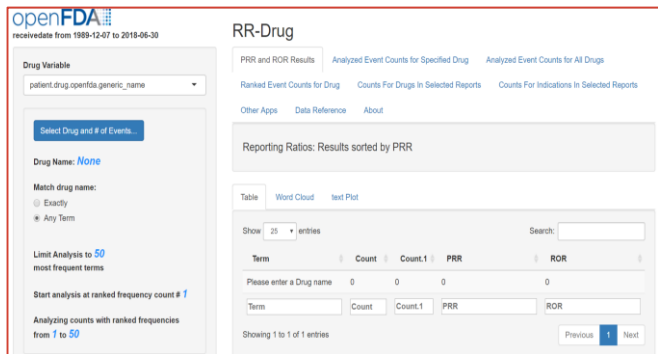 openFDA
receivedate from 1989-12-07 to 2018-06-30
Drug Variable
patient.drug.openfda.generic_name
Select Drug and # of Events...
Drug Name: None
Match drug name:
Exactly
Any Term
Limit Analysis to 50
most frequent terms
Start analysis at ranked frequency count # 1
Analyzing counts with ranked frequencies
from 1 to 50
RR-Drug
PRR and ROR Results Analyzed Event Counts for Specified Drug Analyzed Event Counts for All Drugs
Ranked Event Counts for Drug Counts For Drugs In Selected Reports Counts For Indications In Selected Reports
Other Apps Data Reference About
Reporting Ratios: Results sorted by PRR
Table Word Cloud text Plot
Show 25 entries Search:
Term Count Count.1 PRR ROR
Please enter a Drug name 0 0 0 0
Term Count Count.1 PRR ROR
Showing 1 to 1 of 1 entries Previous 1 Next